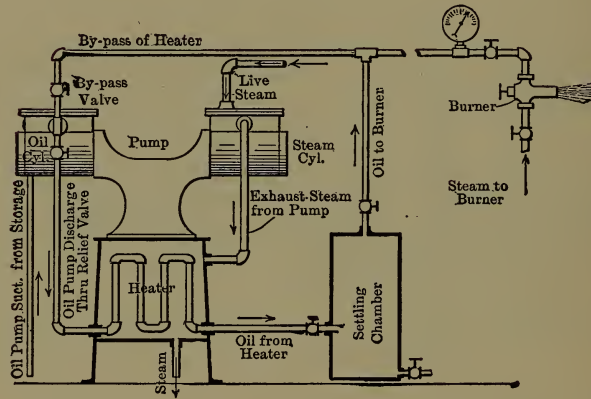 By-pass of Heater
By-pass
Valve
Live
Steam
Burner
Oil
Cyl.
Pump
Steam
Cyl.
Oil to Burner
Steam to
Burner
Exhaust Steam
from Pump
Oil Pump Suct. from Storage
Oil Pump Discharge
Thru Relief Valve
Heater
Settling
Chamber
Oil from
Heater
Steam